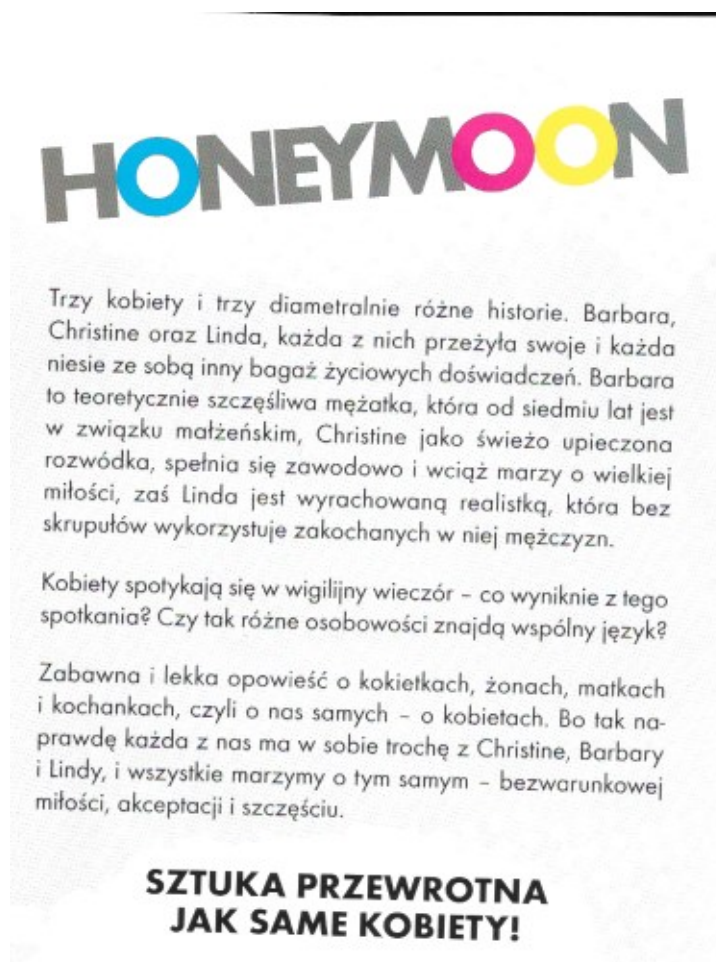 HONEYMOON
Trzy kobiety i trzy diametralnie różne historie. Barbara,
Christine oraz Linda, każda z nich przeżyła swoje i każda
niesie ze sobą inny bagaż życiowych doświadczeń. Barbara
to teoretycznie szczęśliwa mężatka, która od siedmiu lat jest
w związku małżeńskim, Christine jako świeżo upieczona
rozwódka, spełnia się zawodowo i wciąż marzy o wielkiej
miłości, zaś Linda jest wyrachowaną realistką, która bez
skrupułów wykorzystuje zakochanych w niej mężczyzn.
Kobiety spotykają się w wigilijny wieczór – co wyniknie z tego
spotkania? Czy tak różne osobowości znajdą wspólny język?
Zabawna i lekka opowieść o kokietkach, żonach, matkach
i kochankach, czyli o nas samych – o kobietach. Bo tak na-
prawdę każda z nas ma w sobie trochę z Christine, Barbary
i Lindy, i wszystkie marzymy o tym samym – bezwarunkowej
miłości, akceptacji i szczęściu.
SZTUKA PRZEWROTNA
JAK SAME KOBIETY!